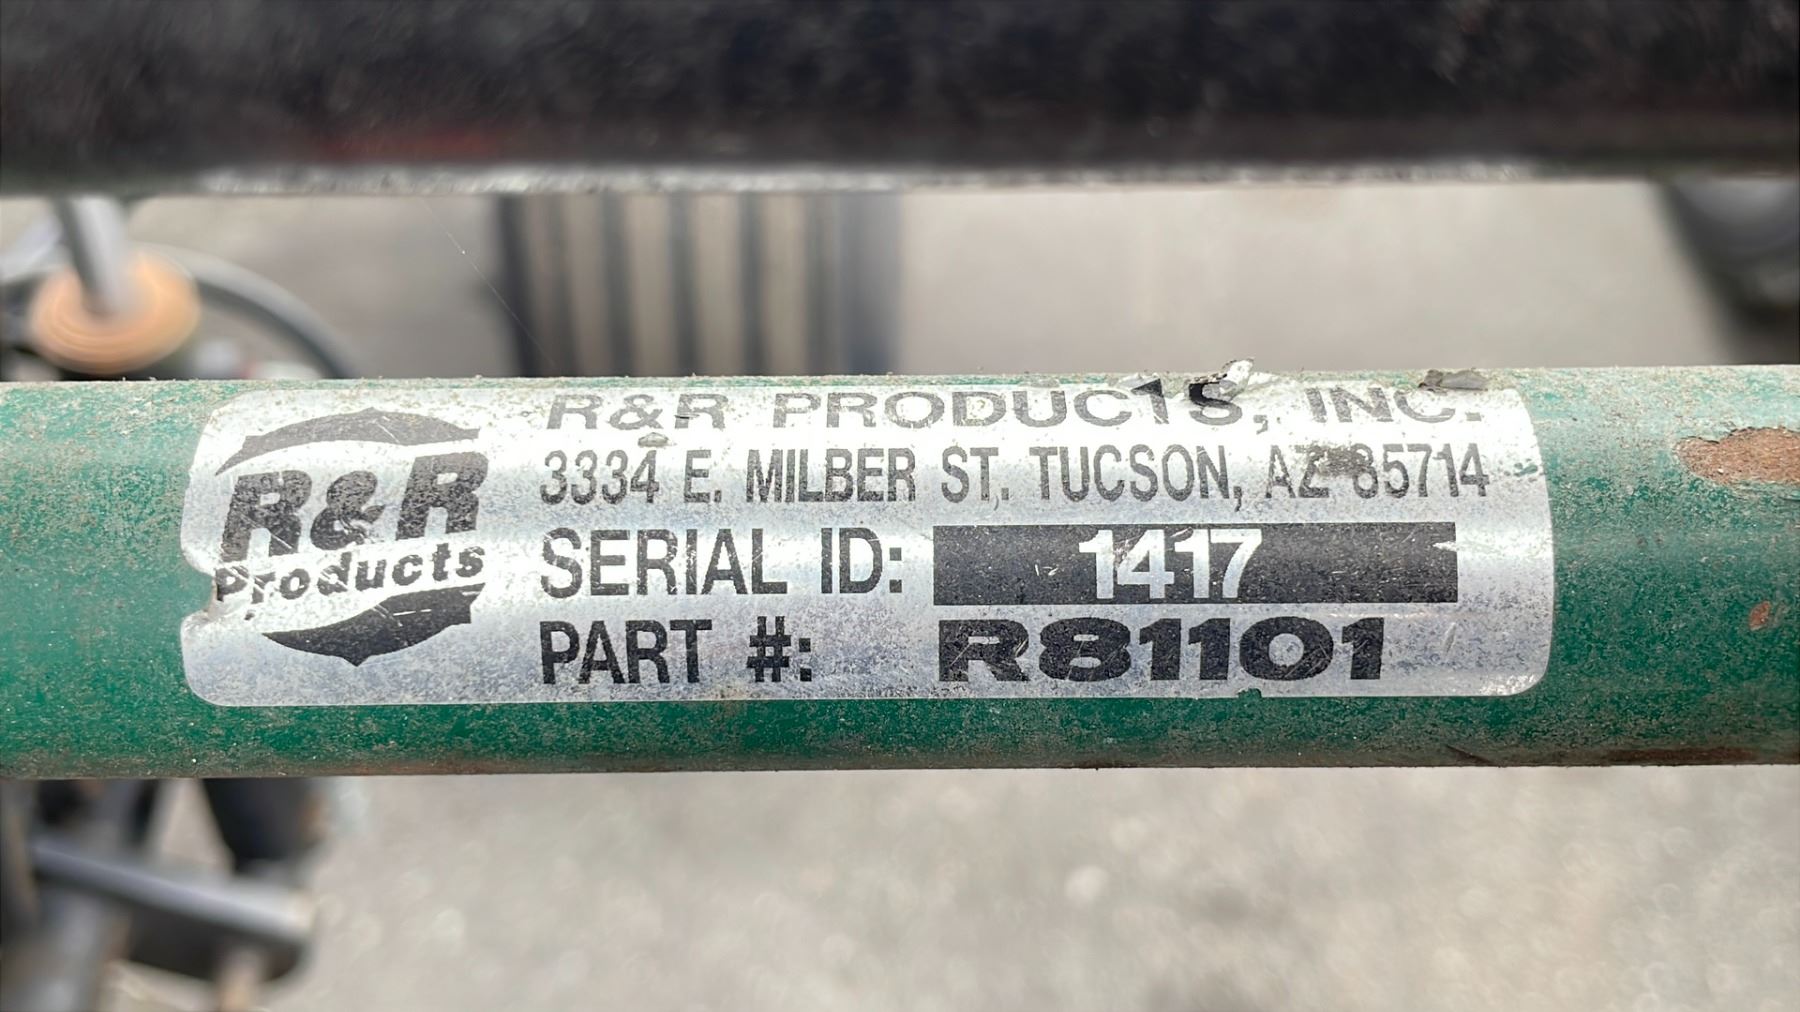 R&R
Products
R&R PRODUCTS, INC.
3334 E. MILBER ST, TUCSON, AZ 85714
SERIAL ID: 1417
PART #: R81101